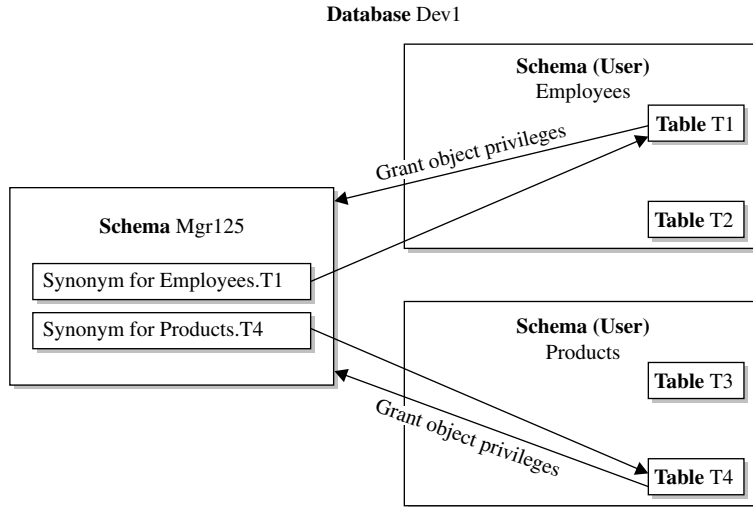 Database Dev1
Schema (User)
Employees
Table T1
Grant object privileges
Table T2
Schema Mgr125
Synonym for Employees.T1
Synonym for Products.T4
Schema (User)
Products
Table T3
Grant object privileges
Table T4